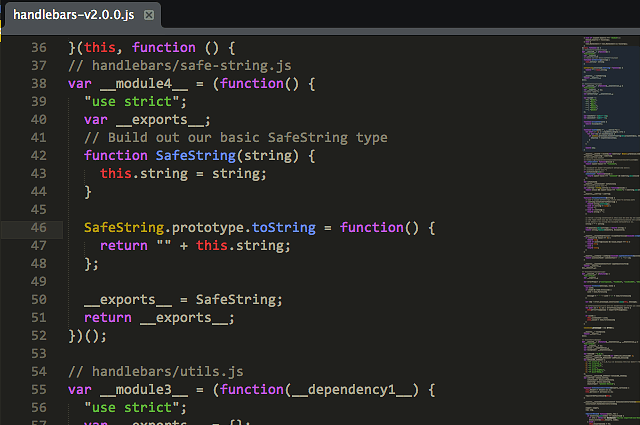 handlebars-v2.0.0.js
36 }(this, function () {
37 // handlebars/safe-string.js
38 var __module4__ = (function() {
39 "use strict";
40 var __exports__;
41 // Build out our basic SafeString type
42 function SafeString(string) {
43 this.string = string;
44 }
45
46 SafeString.prototype.toString = function() {
47 return "" + this.string;
48 };
49
50 __exports__ = SafeString;
51 return __exports__;
52 })();
53
54 // handlebars/utils.js
55 var __module3__ = (function(__dependency1__) {
56 "use strict";
57 var __exports__ = {};